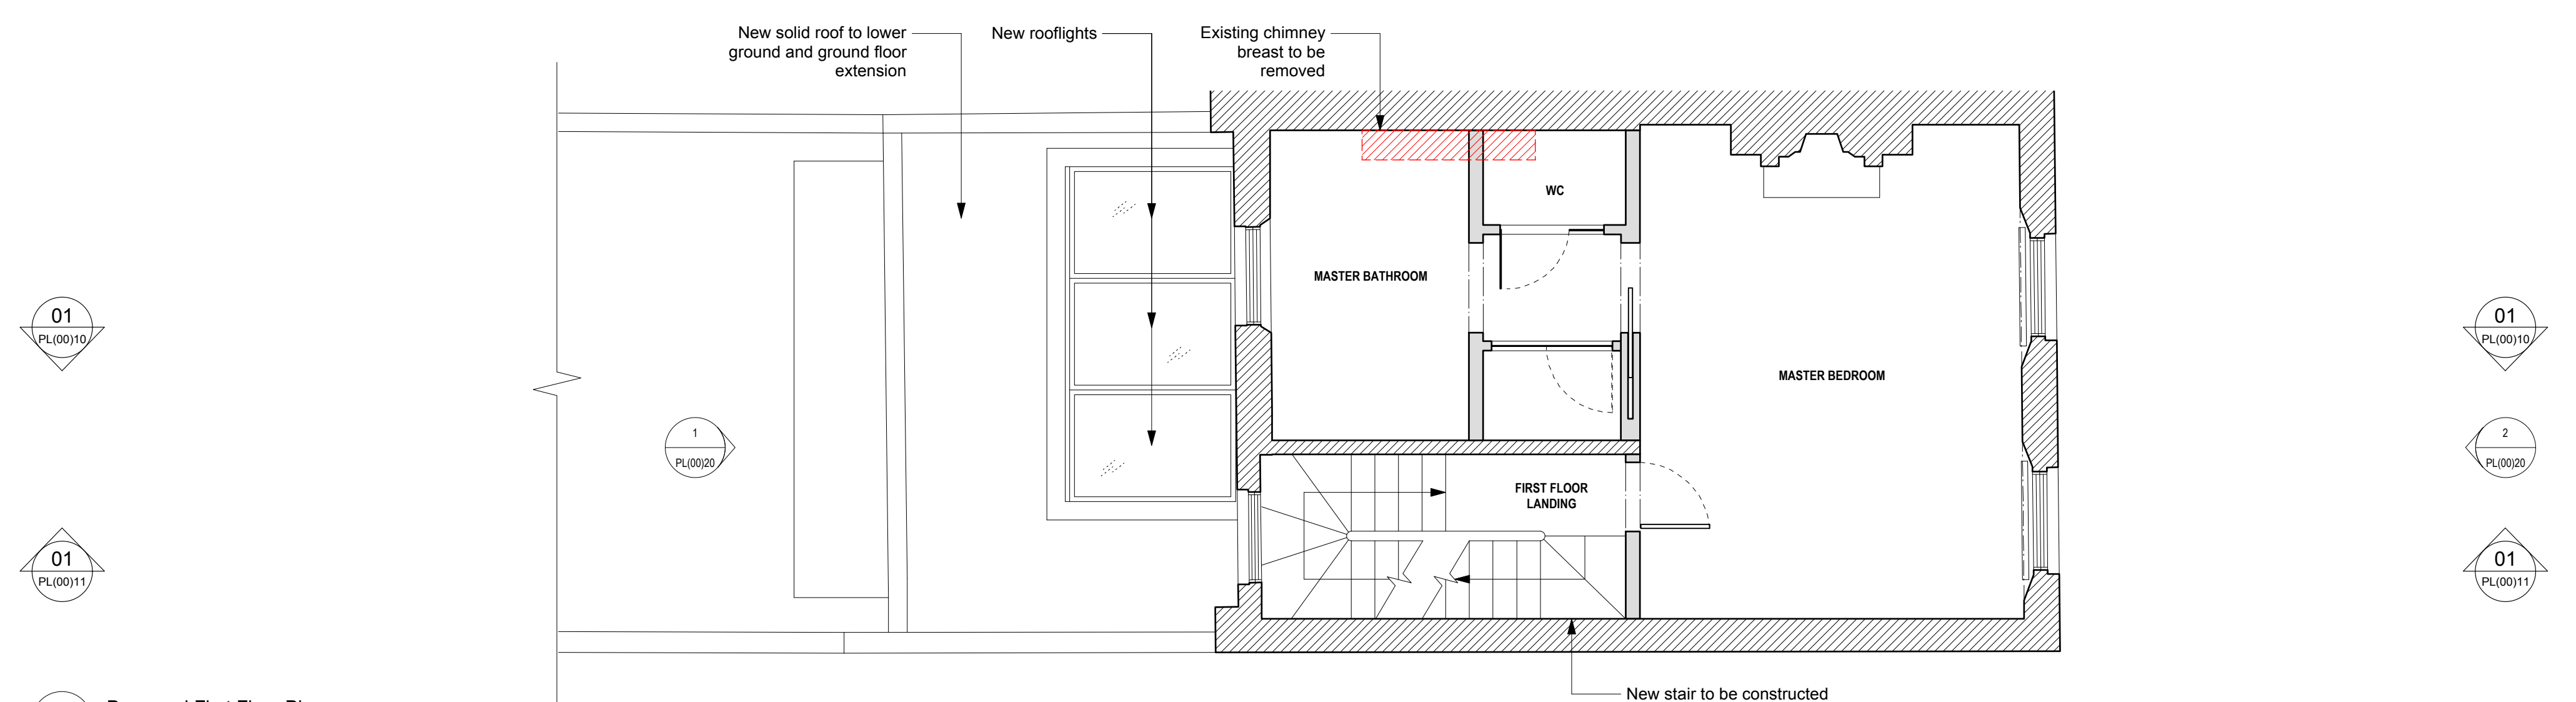 New solid roof to lower
ground and ground floor
extension
New rooflights
Existing chimney
breast to be
removed
WC
MASTER BATHROOM
MASTER BEDROOM
01
PL(00)10
01
PL(00)10
1
PL(00)20
2
PL(00)20
FIRST FLOOR
LANDING
01
PL(00)11
01
PL(00)11
New stair to be constructed